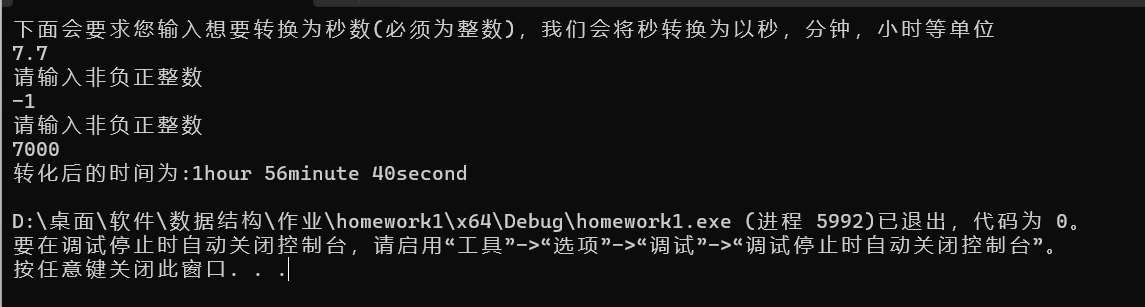 下面会要求您输入想要转换为秒数(必须为整数)，我们会将秒转换为以秒，分钟，小时等单位
7.7
请输入非负正整数
-1
请输入非负正整数
7000
转化后的时间为:1hour 56minute 40second
D:\桌面\软件\数据结构\作业\homework1\x64\Debug\homework1.exe (进程 5992)已退出，代码为 0。
要在调试停止时自动关闭控制台，请启用“工具”->“选项”->“调试”->“调试停止时自动关闭控制台”。
按任意键关闭此窗口. . .